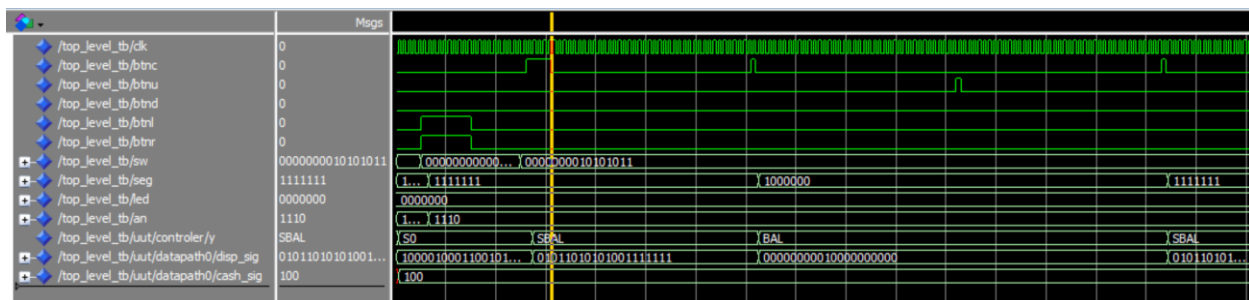 Msgs
/top_level_tb/clk 0
/top_level_tb/btnc 0
/top_level_tb/btnu 0
/top_level_tb/btnd 0
/top_level_tb/btnl 0
/top_level_tb/btnr 0
/top_level_tb/sw 0000000010101011 00000000000... 0000000010101011
/top_level_tb/seg 1111111 1... 1111111 1000000 1111111
/top_level_tb/led 0000000 0000000
/top_level_tb/an 1110 1... 1110
/top_level_tb/uut/controler/y SBAL S0 SBAL BAL SBAL
/top_level_tb/uut/datapath0/disp_sig 01011010101001... 1000010001100101... 01011010101001111111 00000000010000000000 010110101...
/top_level_tb/uut/datapath0/cash_sig 100 100